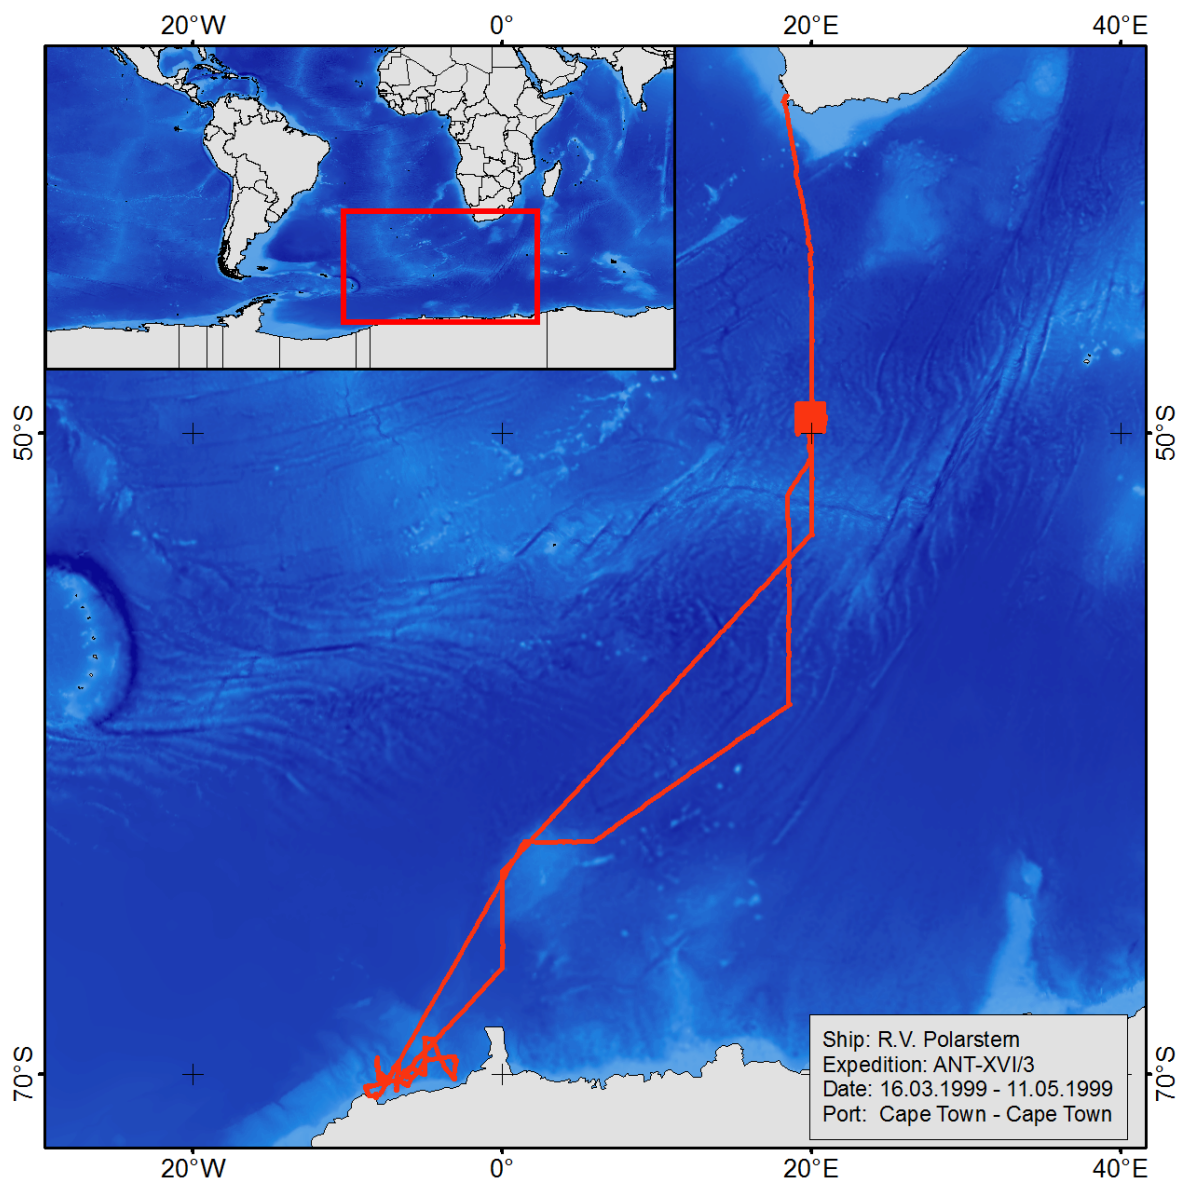 20°W 0° 20°E 40°E
50°S 50°S
70°S 70°S
Ship: R.V. Polarstern
Expedition: ANT-XVI/3
Date: 16.03.1999 - 11.05.1999
Port:  Cape Town - Cape Town
20°W 0° 20°E 40°E